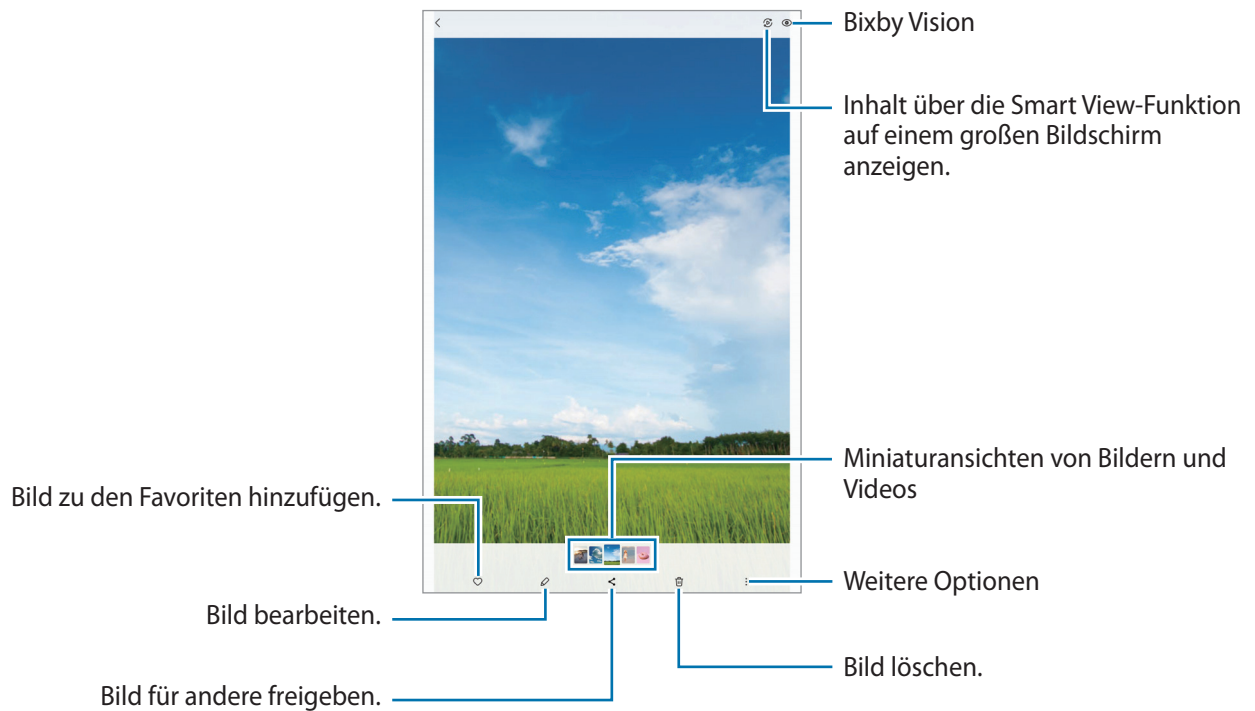 Bixby Vision
Inhalt über die Smart View-Funktion
auf einem großen Bildschirm
anzeigen.
Miniaturansichten von Bildern und
Videos
Bild zu den Favoriten hinzufügen.
Weitere Optionen
Bild bearbeiten.
Bild löschen.
Bild für andere freigeben.